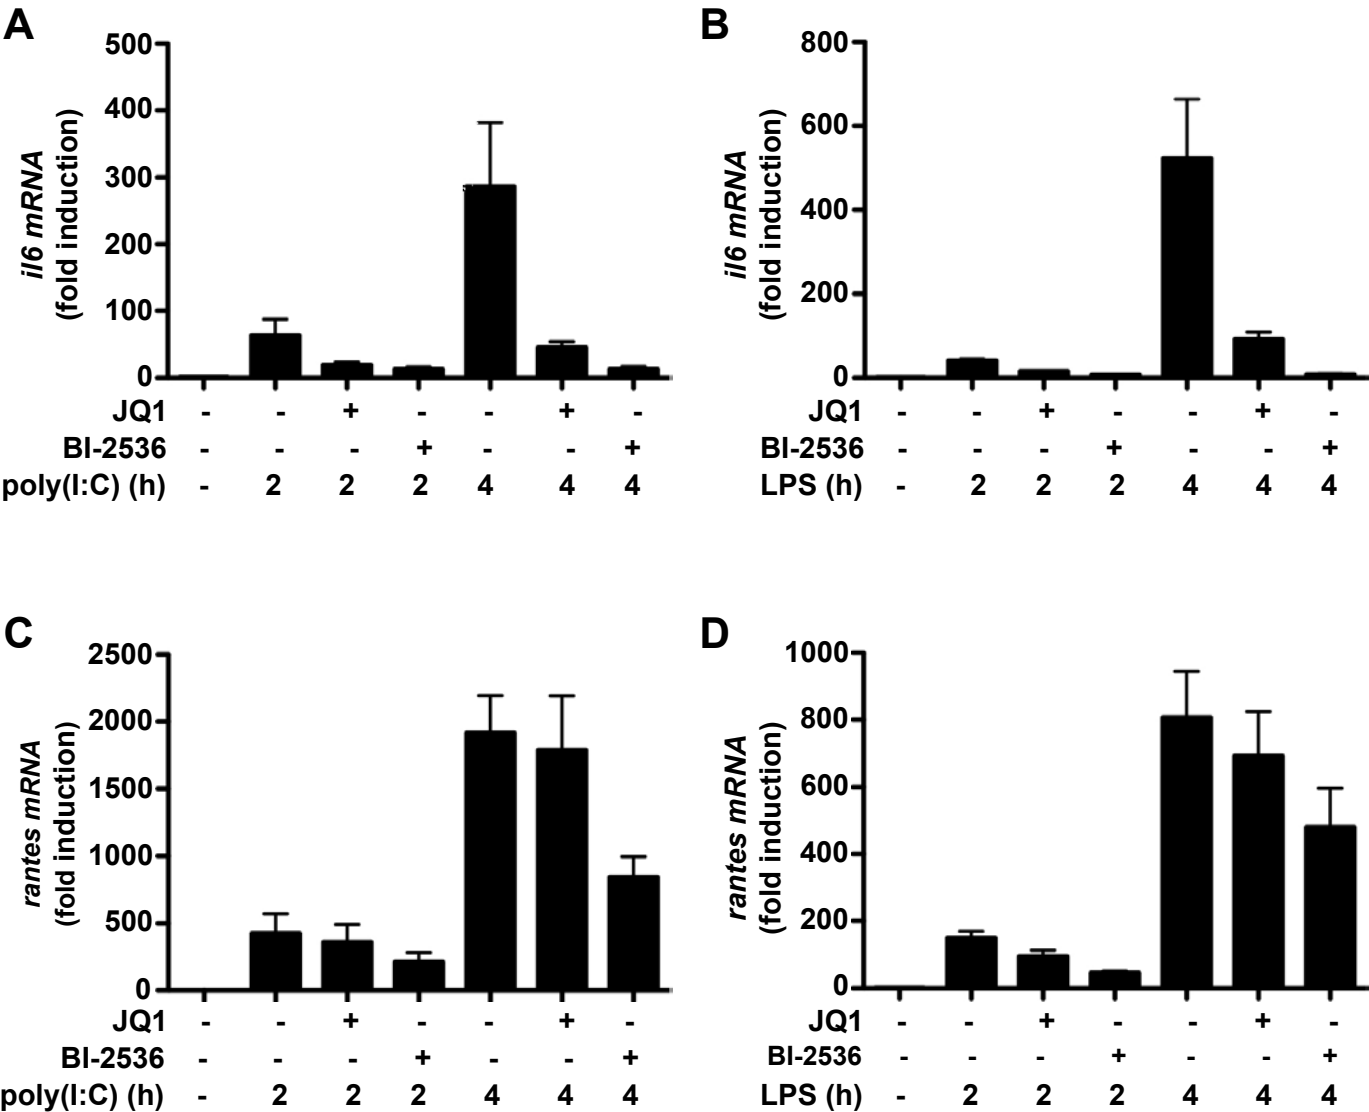 A
500
400
300
200
100
0
il6 mRNA
(fold induction)
JQ1 - - + - - + -
BI-2536 - - - + - - +
poly(I:C) (h) - 2 2 2 4 4 4
B
800
600
400
200
0
il6 mRNA
(fold induction)
JQ1 - - + - - + -
BI-2536 - - - + - - +
LPS (h) - 2 2 2 4 4 4
C
2500
2000
1500
1000
500
0
rantes mRNA
(fold induction)
JQ1 - - + - - + -
BI-2536 - - - + - - +
poly(I:C) (h) - 2 2 2 4 4 4
D
1000
800
600
400
200
0
rantes mRNA
(fold induction)
JQ1 - - + - - + -
BI-2536 - - - + - - +
LPS (h) - 2 2 2 4 4 4